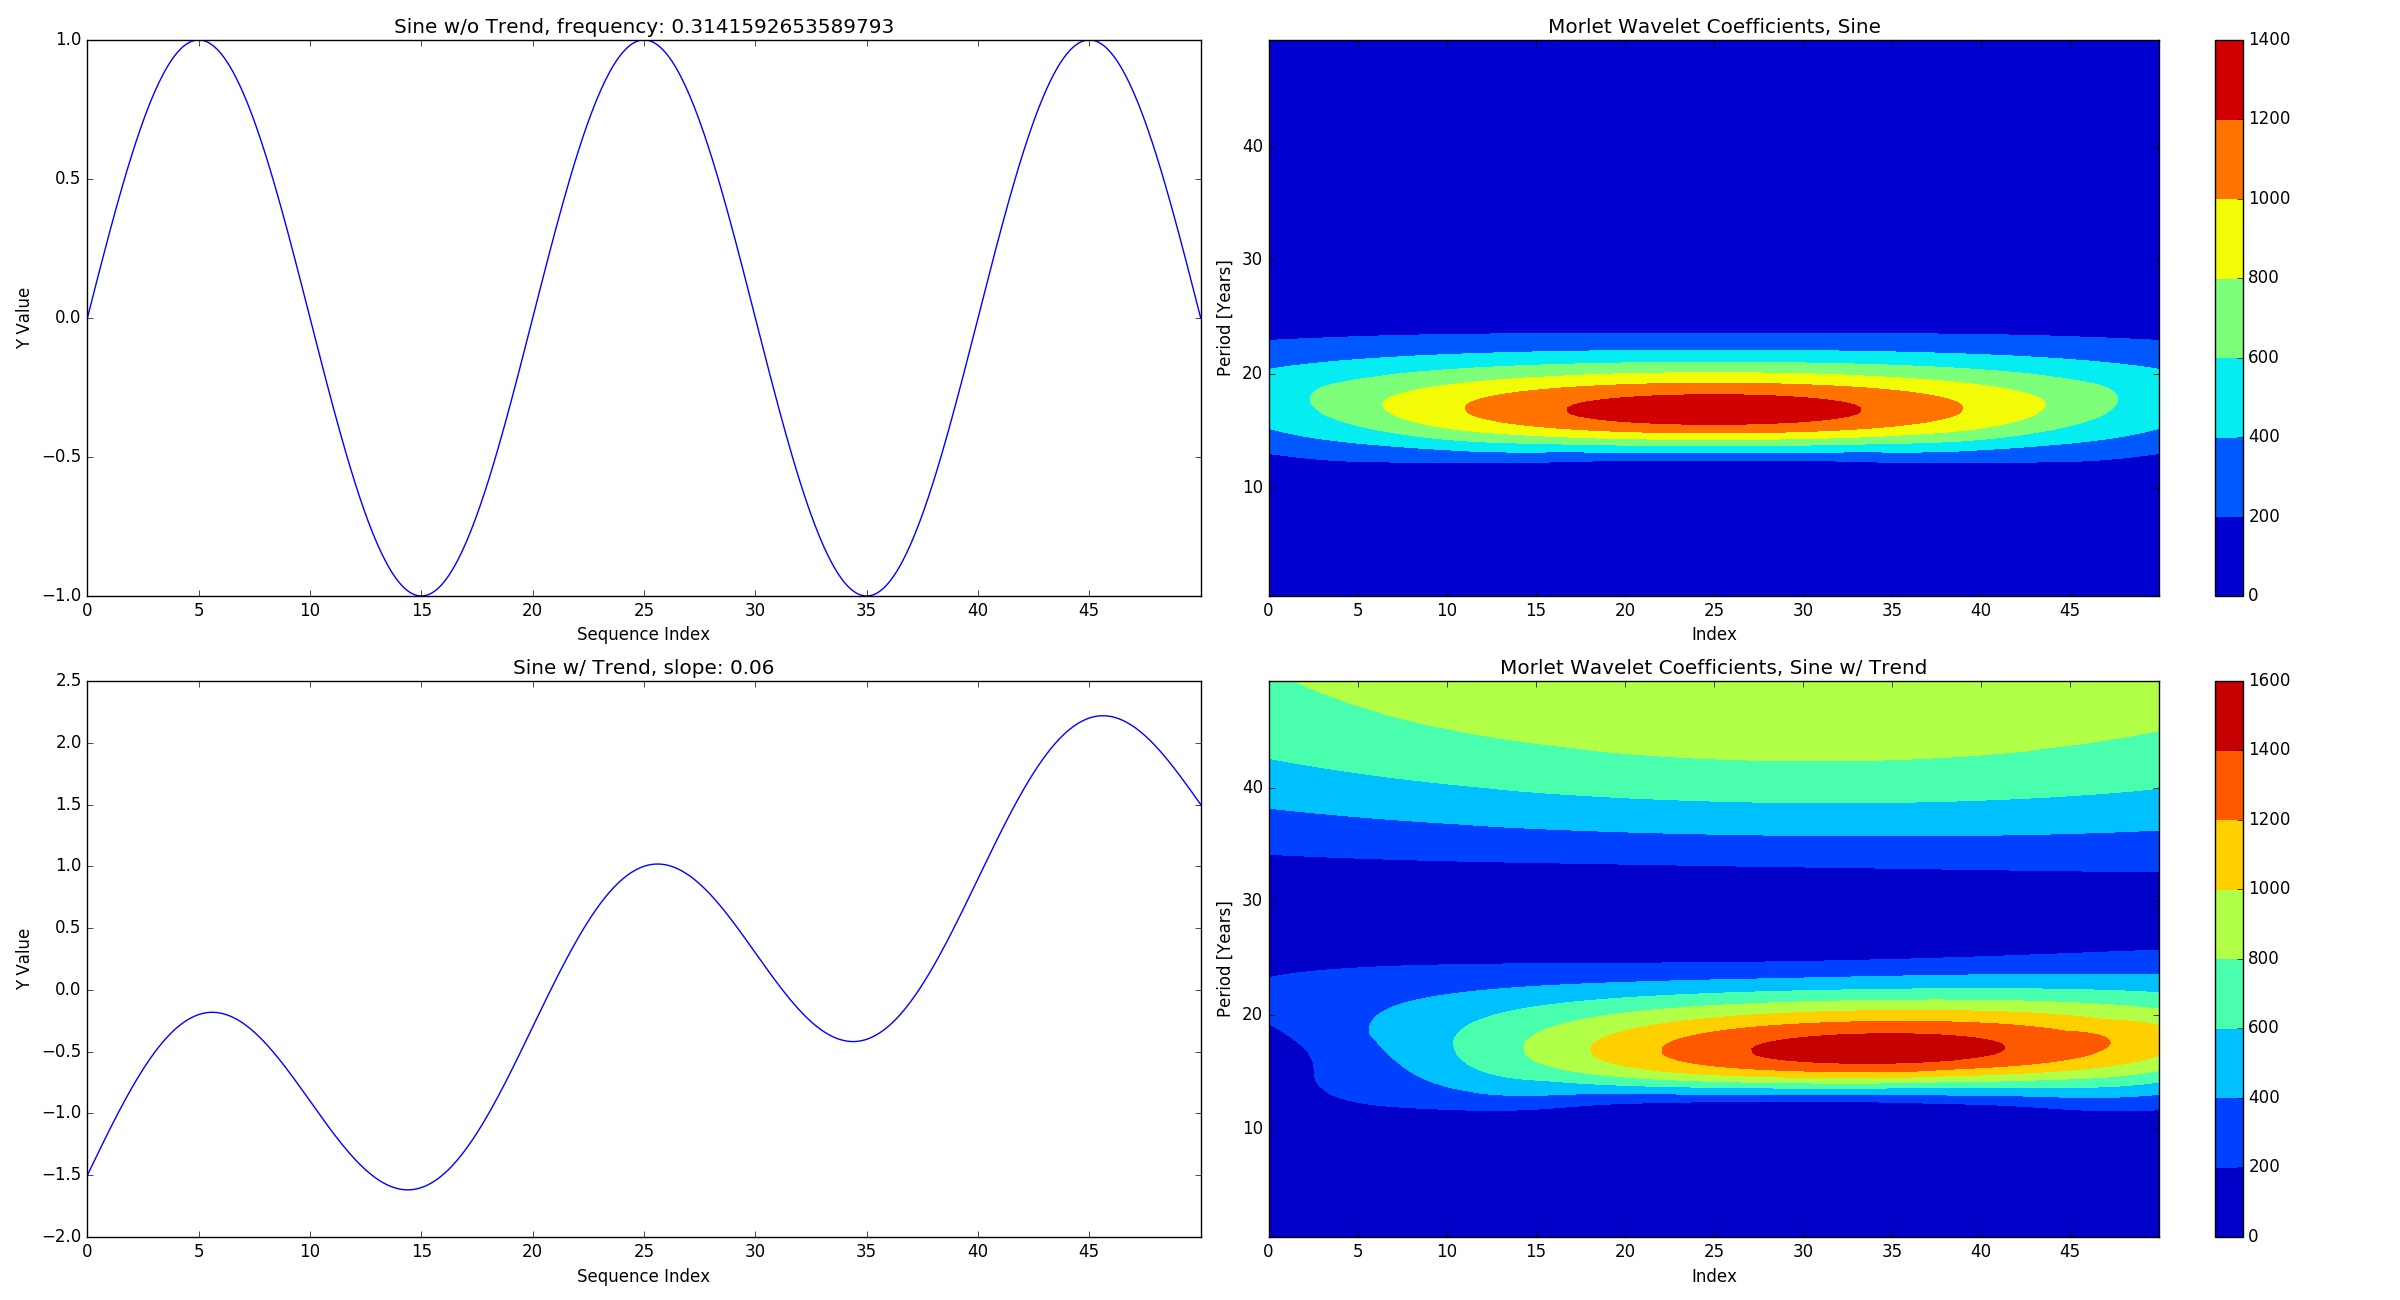 Sine w/o Trend, frequency: 0.3141592653589793
1.0
0.5
0.0
−0.5
−1.0
Y Value
0 5 10 15 20 25 30 35 40 45
Sequence Index
Morlet Wavelet Coefficients, Sine
40
30
20
10
Period [Years]
0 5 10 15 20 25 30 35 40 45
Index
1400
1200
1000
800
600
400
200
0
Sine w/ Trend, slope: 0.06
2.5
2.0
1.5
1.0
0.5
0.0
−0.5
−1.0
−1.5
−2.0
Y Value
0 5 10 15 20 25 30 35 40 45
Sequence Index
Morlet Wavelet Coefficients, Sine w/ Trend
40
30
20
10
Period [Years]
0 5 10 15 20 25 30 35 40 45
Index
1600
1400
1200
1000
800
600
400
200
0